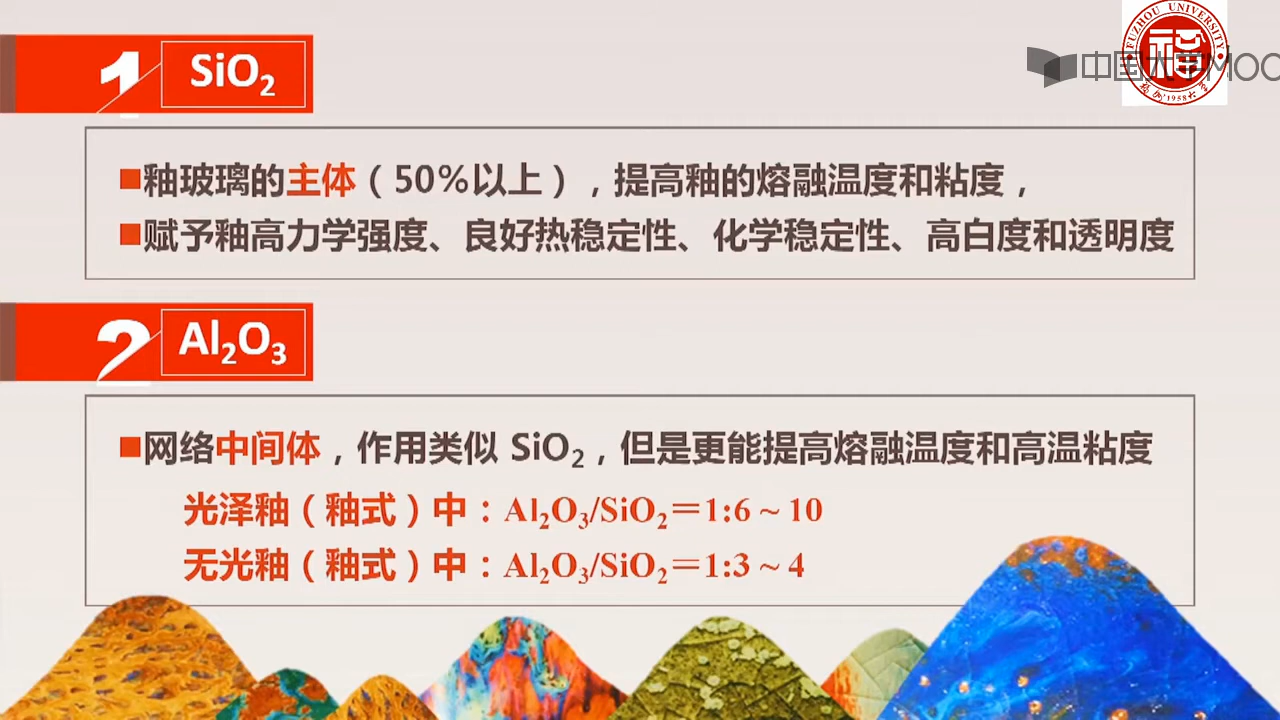 FUZHOU UNIVERSITY
1958
中国大学MOO
1
SiO₂
■釉玻璃的主体（50%以上），提高釉的熔融温度和粘度，
■赋予釉高力学强度、良好热稳定性、化学稳定性、高白度和透明度
2
Al₂O₃
■网络中间体，作用类似 SiO₂，但是更能提高熔融温度和高温粘度
光泽釉（釉式）中：Al₂O₃/SiO₂＝1:6～10
无光釉（釉式）中：Al₂O₃/SiO₂＝1:3～4